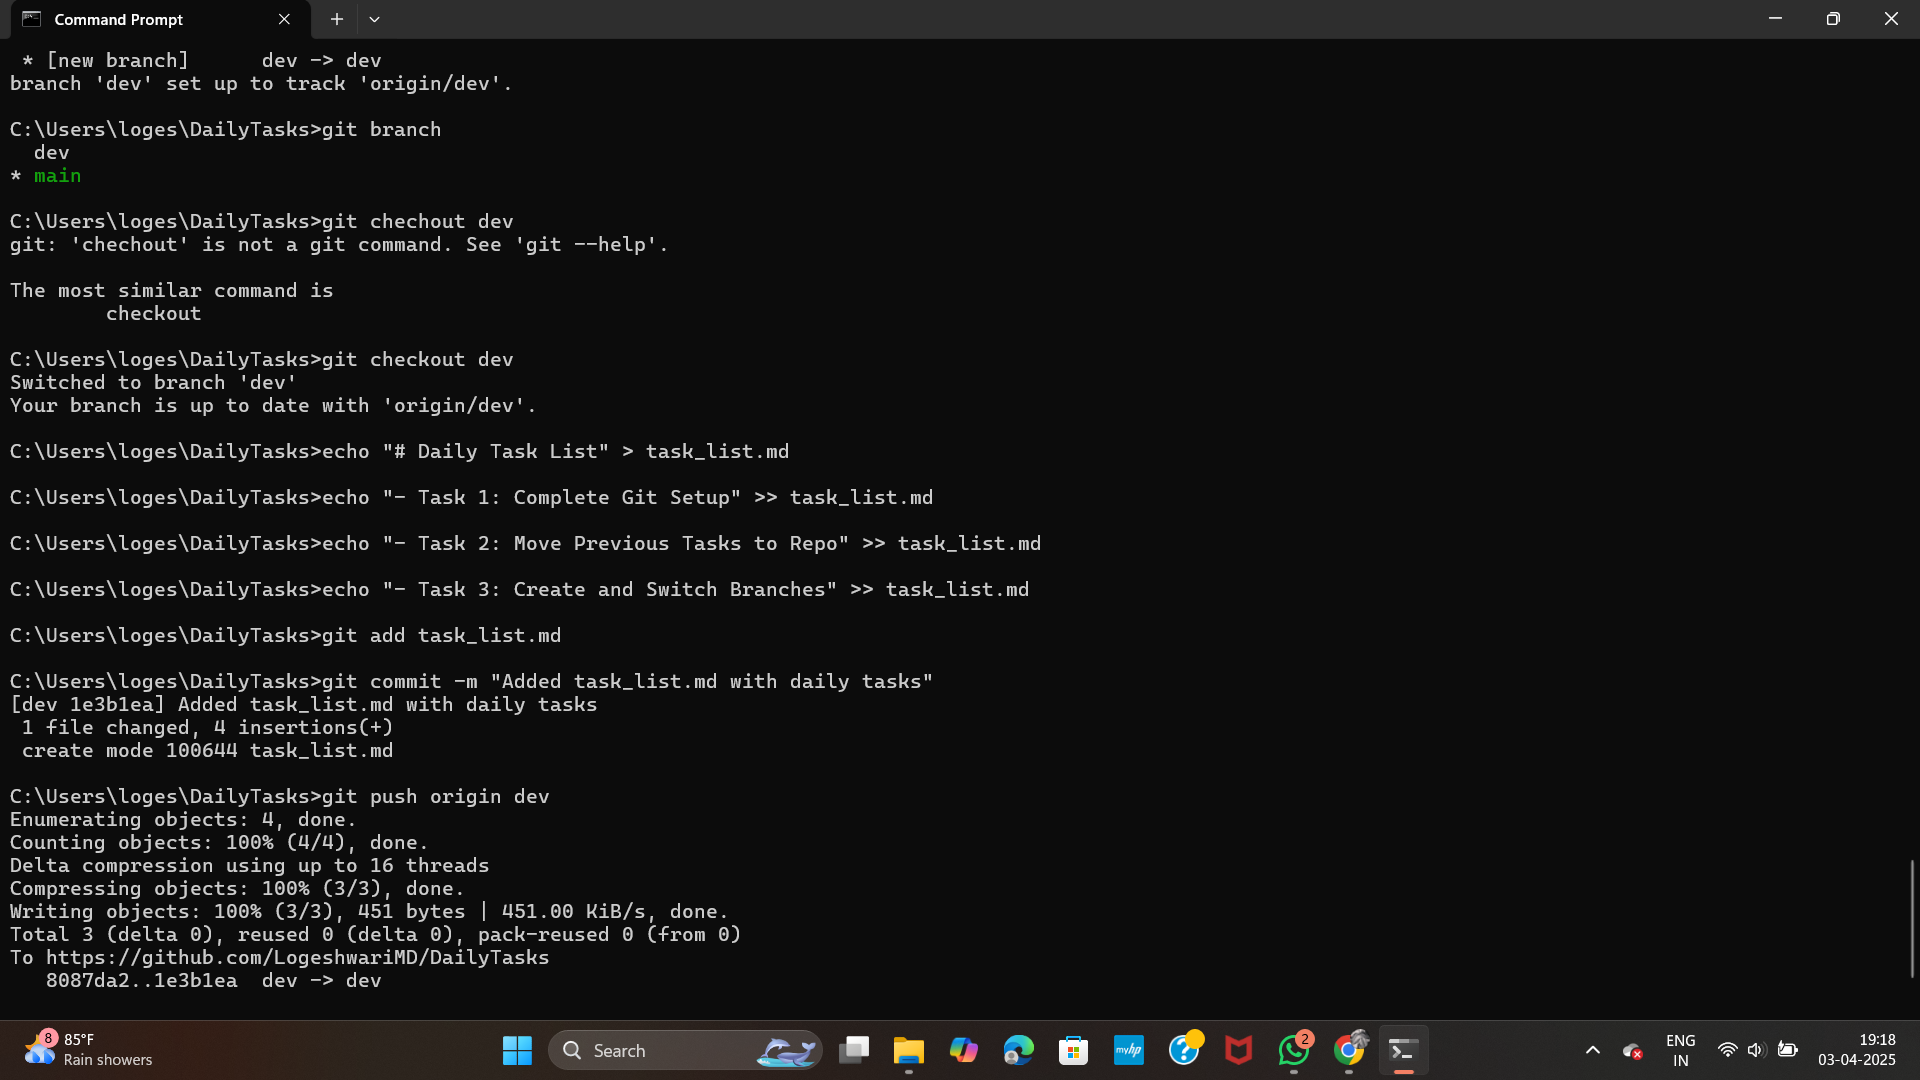 Command Prompt
* [new branch]      dev -> dev
branch 'dev' set up to track 'origin/dev'.
C:\Users\loges\DailyTasks>git branch
  dev
* main
C:\Users\loges\DailyTasks>git chechout dev
git: 'chechout' is not a git command. See 'git --help'.
The most similar command is
        checkout
C:\Users\loges\DailyTasks>git checkout dev
Switched to branch 'dev'
Your branch is up to date with 'origin/dev'.
C:\Users\loges\DailyTasks>echo "# Daily Task List" > task_list.md
C:\Users\loges\DailyTasks>echo "- Task 1: Complete Git Setup" >> task_list.md
C:\Users\loges\DailyTasks>echo "- Task 2: Move Previous Tasks to Repo" >> task_list.md
C:\Users\loges\DailyTasks>echo "- Task 3: Create and Switch Branches" >> task_list.md
C:\Users\loges\DailyTasks>git add task_list.md
C:\Users\loges\DailyTasks>git commit -m "Added task_list.md with daily tasks"
[dev 1e3b1ea] Added task_list.md with daily tasks
 1 file changed, 4 insertions(+)
 create mode 100644 task_list.md
C:\Users\loges\DailyTasks>git push origin dev
Enumerating objects: 4, done.
Counting objects: 100% (4/4), done.
Delta compression using up to 16 threads
Compressing objects: 100% (3/3), done.
Writing objects: 100% (3/3), 451 bytes | 451.00 KiB/s, done.
Total 3 (delta 0), reused 0 (delta 0), pack-reused 0 (from 0)
To https://github.com/LogeshwariMD/DailyTasks
   8087da2..1e3b1ea  dev -> dev
8
85°F
Rain showers
Search
myhp
2
ENG
IN
19:18
03-04-2025